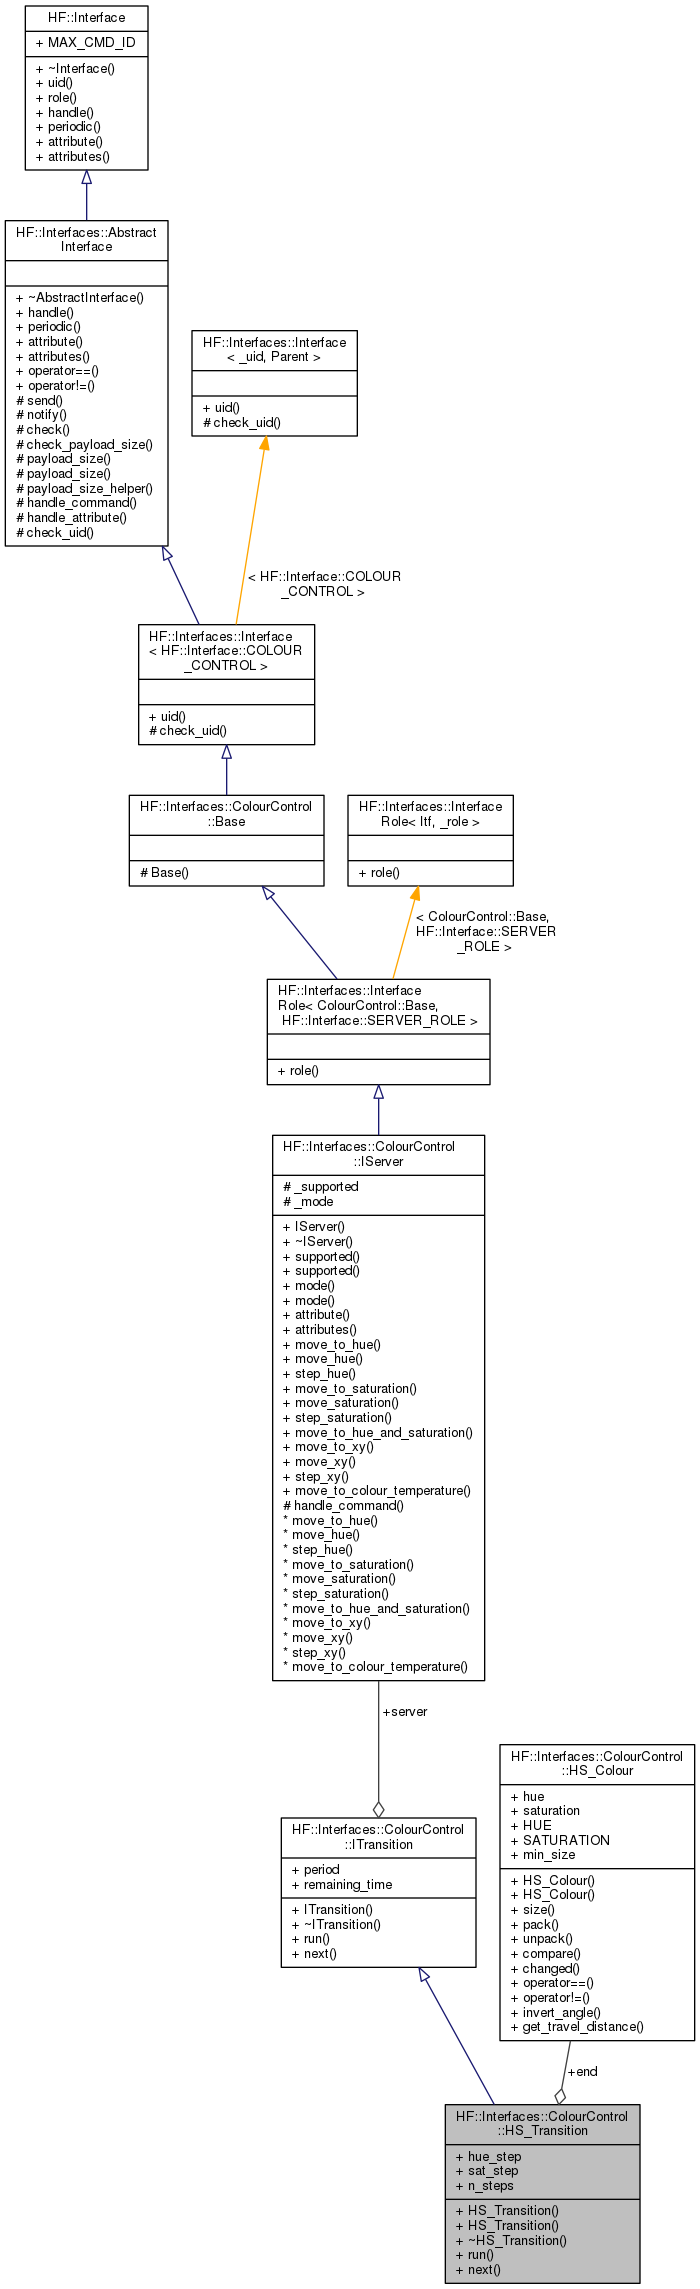 HF::Interface
+ MAX_CMD_ID
+ ~Interface()
+ uid()
+ role()
+ handle()
+ periodic()
+ attribute()
+ attributes()
HF::Interfaces::Abstract
Interface
+ ~AbstractInterface()
+ handle()
+ periodic()
+ attribute()
+ attributes()
+ operator==()
+ operator!=()
# send()
# notify()
# check()
# check_payload_size()
# payload_size()
# payload_size()
# payload_size_helper()
# handle_command()
# handle_attribute()
# check_uid()
HF::Interfaces::Interface
< _uid, Parent >
+ uid()
# check_uid()
< HF::Interface::COLOUR
_CONTROL >
HF::Interfaces::Interface
< HF::Interface::COLOUR
_CONTROL >
+ uid()
# check_uid()
HF::Interfaces::ColourControl
::Base
# Base()
HF::Interfaces::Interface
Role< Itf, _role >
+ role()
< ColourControl::Base,
HF::Interface::SERVER
_ROLE >
HF::Interfaces::Interface
Role< ColourControl::Base,
HF::Interface::SERVER_ROLE >
+ role()
HF::Interfaces::ColourControl
::IServer
# _supported
# _mode
+ IServer()
+ ~IServer()
+ supported()
+ supported()
+ mode()
+ mode()
+ attribute()
+ attributes()
+ move_to_hue()
+ move_hue()
+ step_hue()
+ move_to_saturation()
+ move_saturation()
+ step_saturation()
+ move_to_hue_and_saturation()
+ move_to_xy()
+ move_xy()
+ step_xy()
+ move_to_colour_temperature()
# handle_command()
* move_to_hue()
* move_hue()
* step_hue()
* move_to_saturation()
* move_saturation()
* step_saturation()
* move_to_hue_and_saturation()
* move_to_xy()
* move_xy()
* step_xy()
* move_to_colour_temperature()
+server
HF::Interfaces::ColourControl
::ITransition
+ period
+ remaining_time
+ ITransition()
+ ~ITransition()
+ run()
+ next()
HF::Interfaces::ColourControl
::HS_Colour
+ hue
+ saturation
+ HUE
+ SATURATION
+ min_size
+ HS_Colour()
+ HS_Colour()
+ size()
+ pack()
+ unpack()
+ compare()
+ changed()
+ operator==()
+ operator!=()
+ invert_angle()
+ get_travel_distance()
+end
HF::Interfaces::ColourControl
::HS_Transition
+ hue_step
+ sat_step
+ n_steps
+ HS_Transition()
+ HS_Transition()
+ ~HS_Transition()
+ run()
+ next()